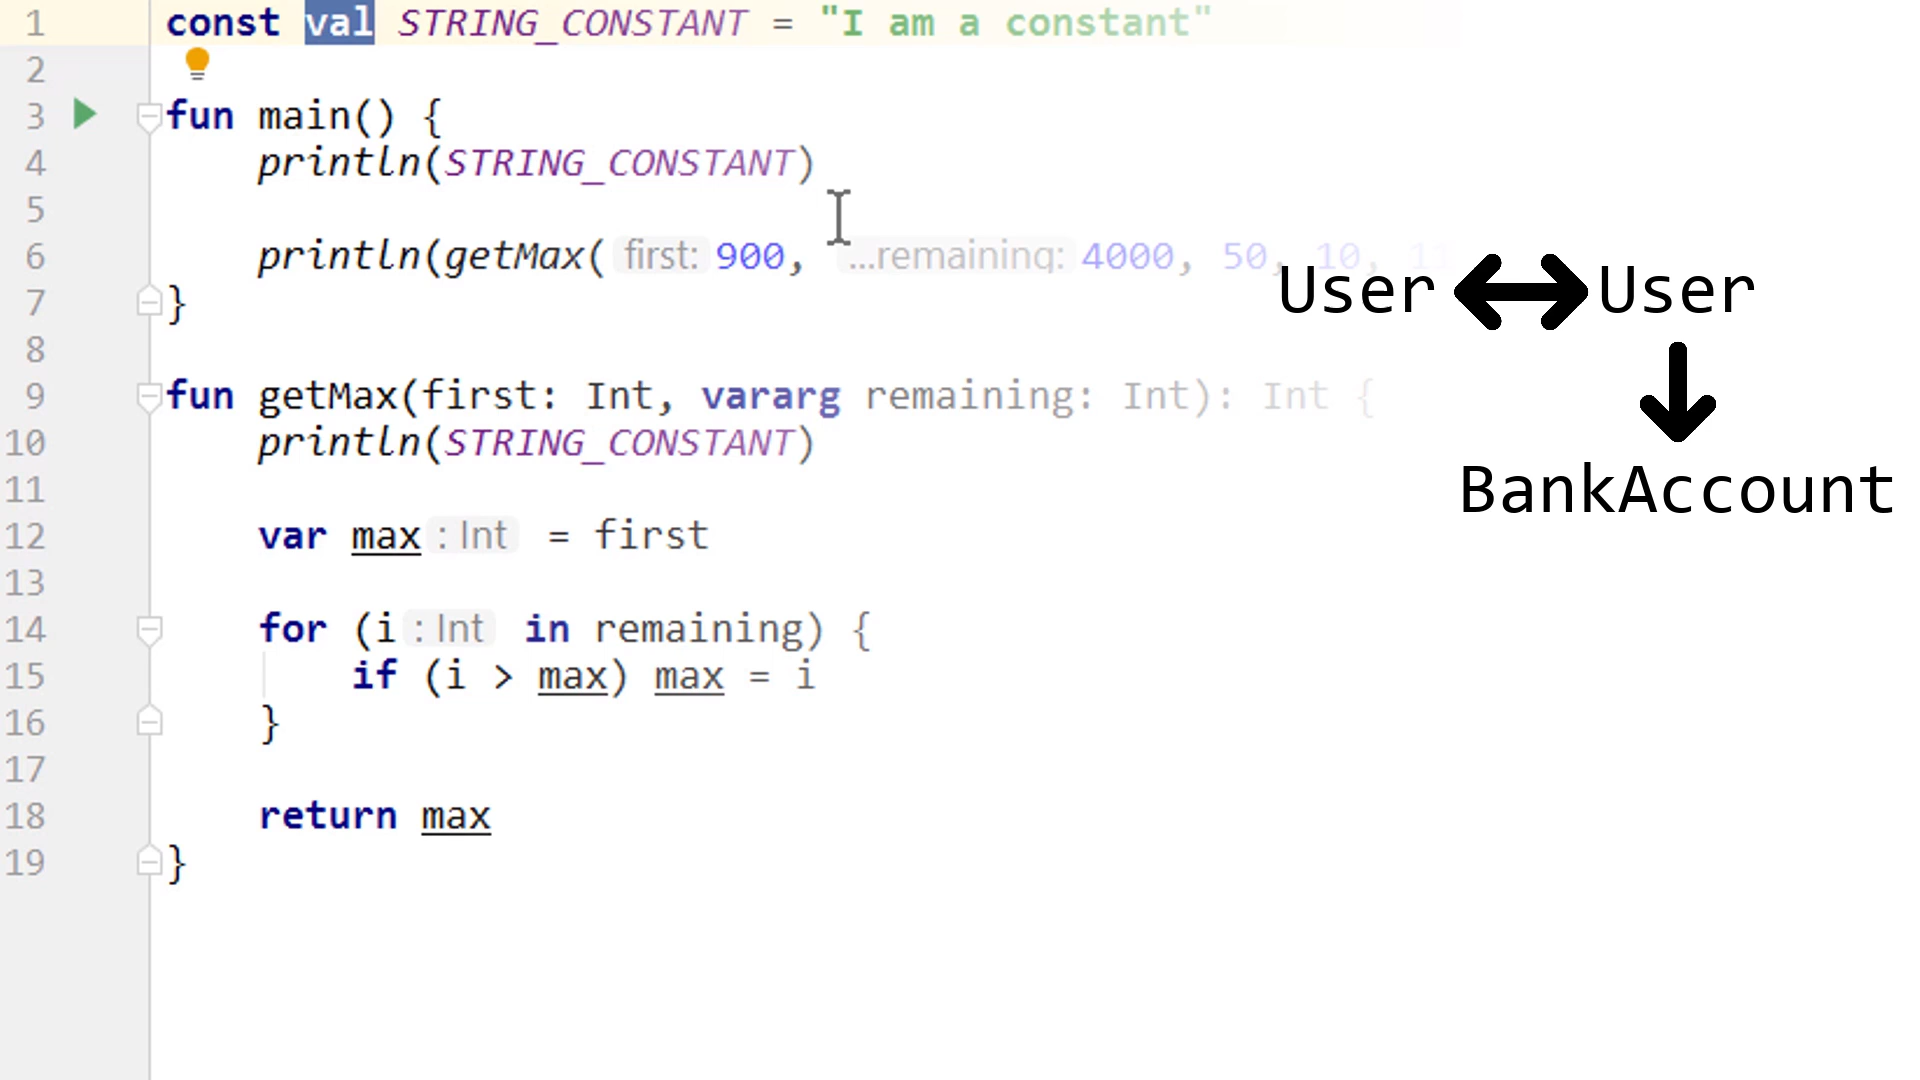 1 const val STRING_CONSTANT = "I am a constant"
2
3 fun main() {
4 println(STRING_CONSTANT)
5
6 println(getMax( first: 900, ...remaining: 4000, 50, 10,
7 }
8
9 fun getMax(first: Int, vararg remaining: Int): Int {
10 println(STRING_CONSTANT)
11
12 var max : Int = first
13
14 for (i : Int in remaining) {
15 if (i > max) max = i
16 }
17
18 return max
19 }
User User
BankAccount